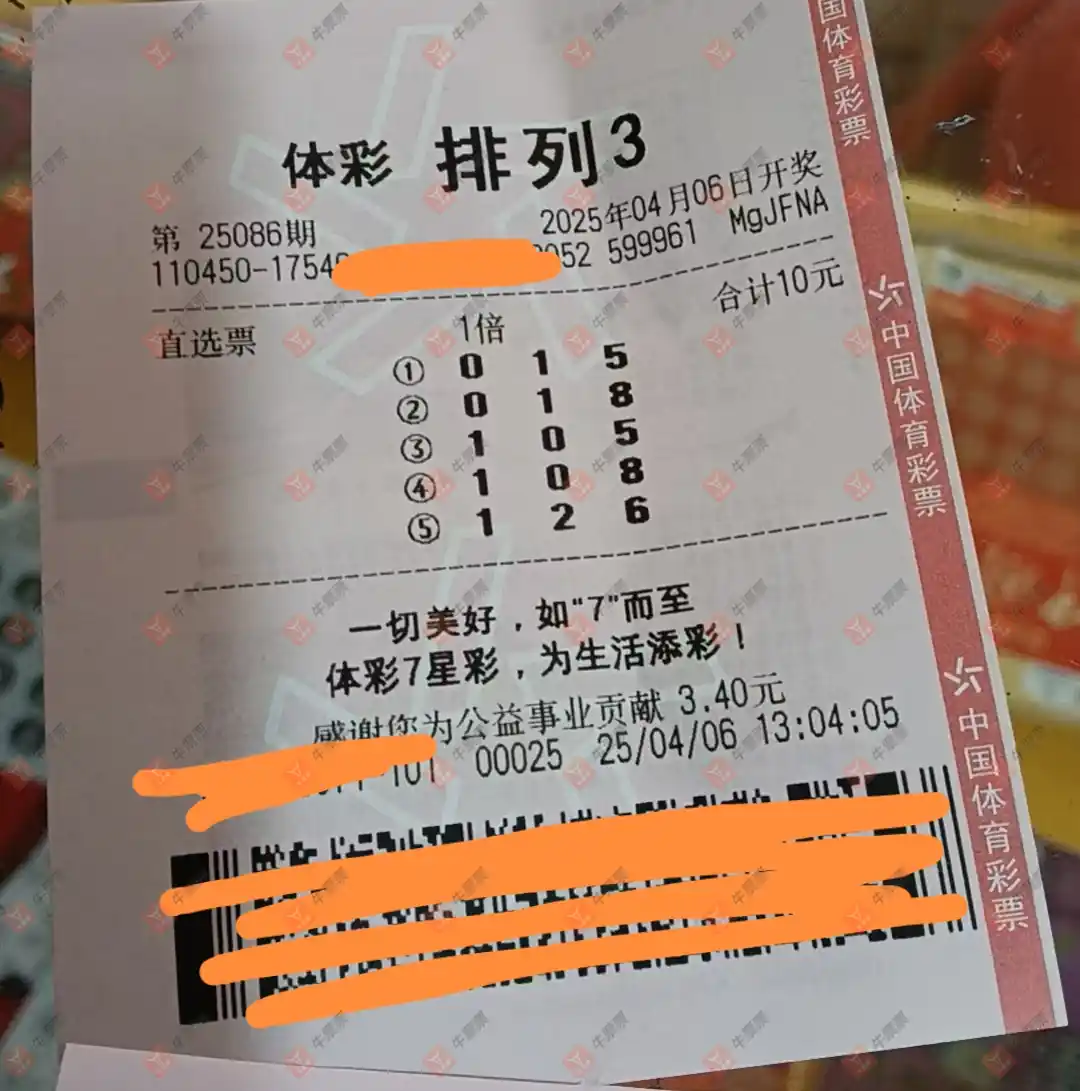 体彩 排列3
第 25086期 2025年04月06日开奖
110450-1754 052 599961 MgJFNA
直选票 1倍 合计10元
① 0 1 5
② 0 1 8
③ 1 0 5
④ 1 0 8
⑤ 1 2 6
一切美好，如“7”而至
体彩7星彩，为生活添彩！
感谢您为公益事业贡献 3.40元
101 00025 25/04/06 13:04:05
国体育彩票
中国体育彩票
中国体育彩票
牛票票